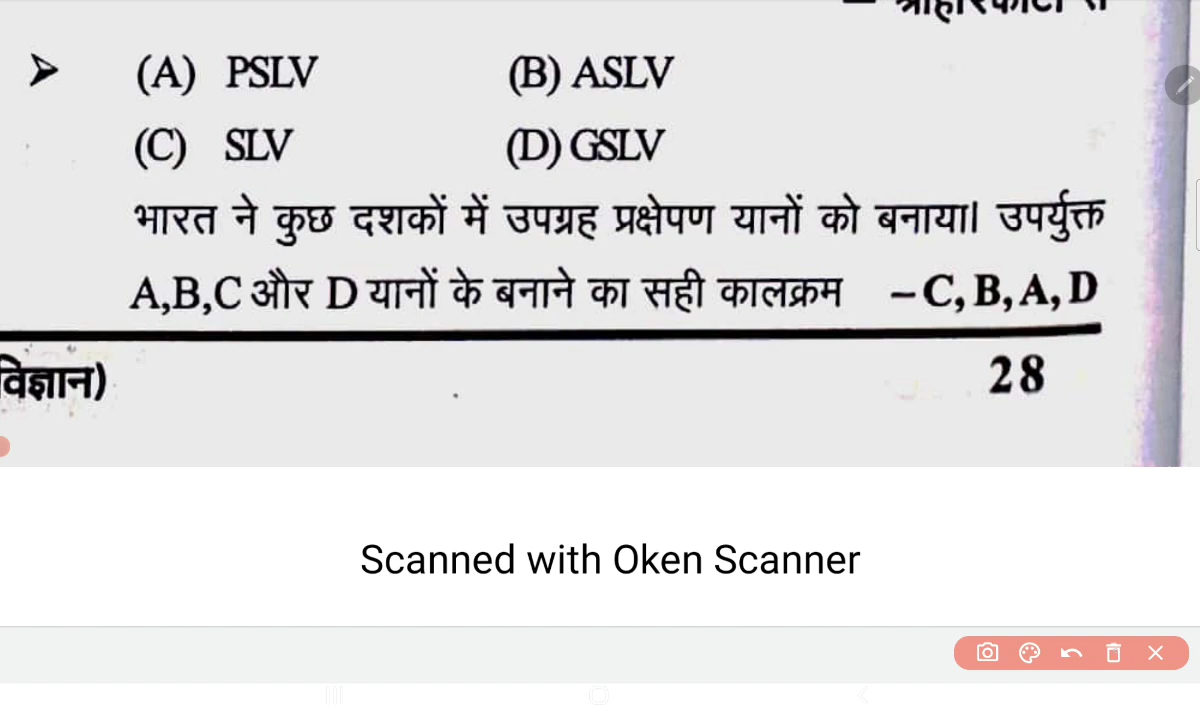 ➤ (A) PSLV (B) ASLV
(C) SLV (D) GSLV
भारत ने कुछ दशकों में उपग्रह प्रक्षेपण यानों को बनाया। उपर्युक्त
A,B,C और D यानों के बनाने का सही कालक्रम – C, B, A, D
विज्ञान) 28
Scanned with Oken Scanner